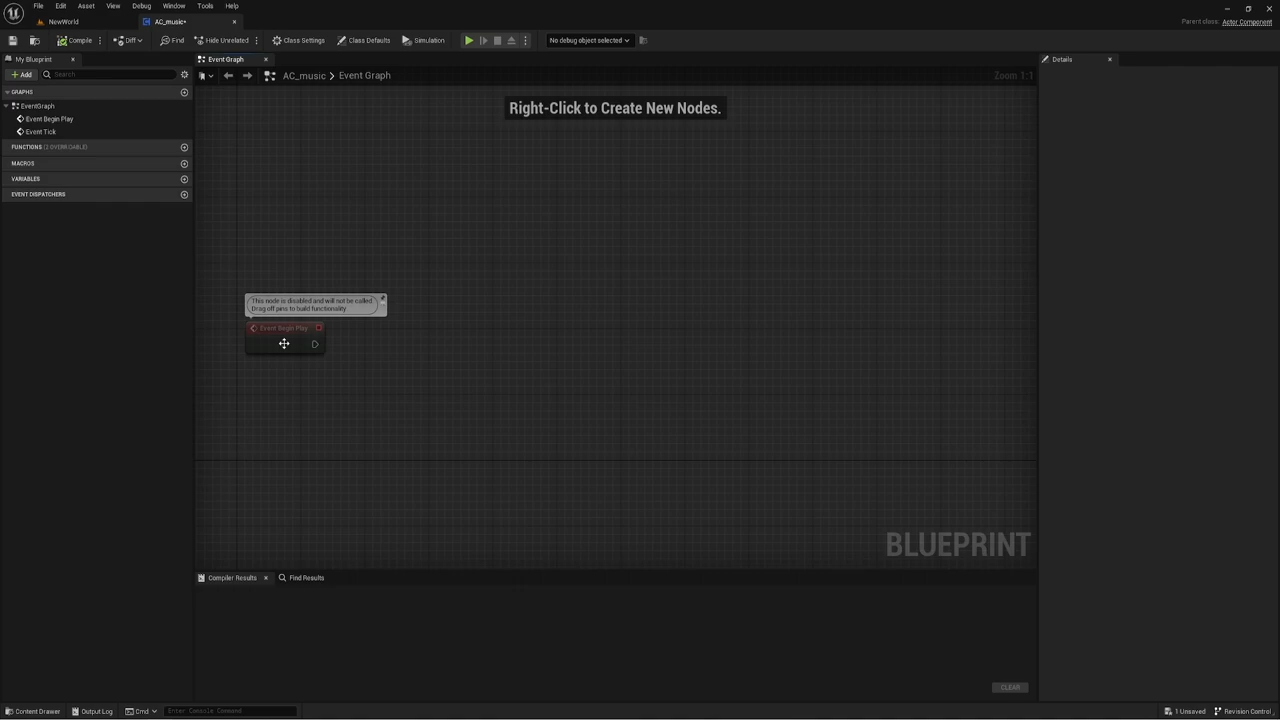 File Edit Asset View Debug Window Tools Help
NewWorld
AC_music*
Parent class: Actor Component
Compile
Diff
Find
Hide Unrelated
Class Settings
Class Defaults
Simulation
No debug object selected
My Blueprint
Event Graph
Details
Add
Search
AC_music > Event Graph
Zoom 1:1
GRAPHS
EventGraph
Right-Click to Create New Nodes.
Event Begin Play
Event Tick
FUNCTIONS (2 OVERRIDABLE)
MACROS
VARIABLES
EVENT DISPATCHERS
This node is disabled and will not be called.
Drag off pins to build functionality.
Event Begin Play
BLUEPRINT
Compiler Results
Find Results
CLEAR
Content Drawer
Output Log
Cmd
Enter Console Command
1 Unsaved
Revision Control